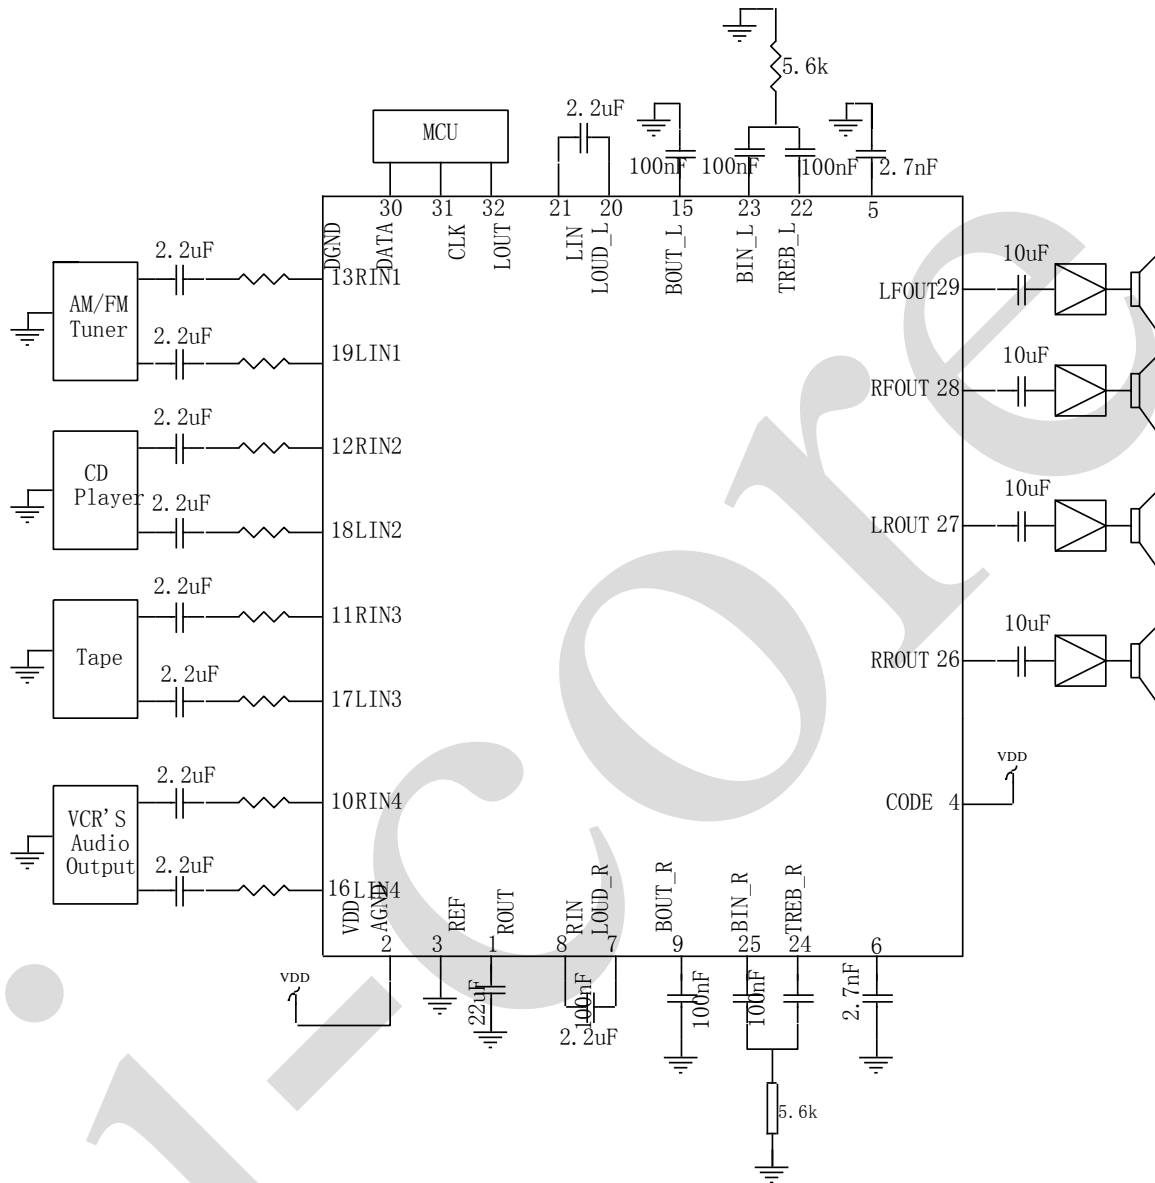 5.6k
2.2uF
MCU
100nF
100nF
100nF
2.7nF
30
31
32
21
20
15
23
22
5
DGND
DATA
CLK
LOUT
LIN
LOUD_L
BOUT_L
BIN_L
TREB_L
2.2uF
13RIN1
AM/FM
Tuner
2.2uF
19LIN1
2.2uF
12RIN2
CD
Player
2.2uF
18LIN2
2.2uF
11RIN3
Tape
2.2uF
17LIN3
2.2uF
10RIN4
VCR'S
Audio
Output
2.2uF
16LIN4
10uF
LFOUT29
10uF
RFOUT 28
10uF
LROUT 27
10uF
RROUT 26
VDD
CODE 4
VDD
AGND
REF
ROUT
RIN
LOUD_R
BOUT_R
BIN_R
TREB_R
2
3
1
8
7
9
25
24
6
VDD
22uF
100nF
2.2uF
100nF
100nF
2.7nF
5.6k
i-core